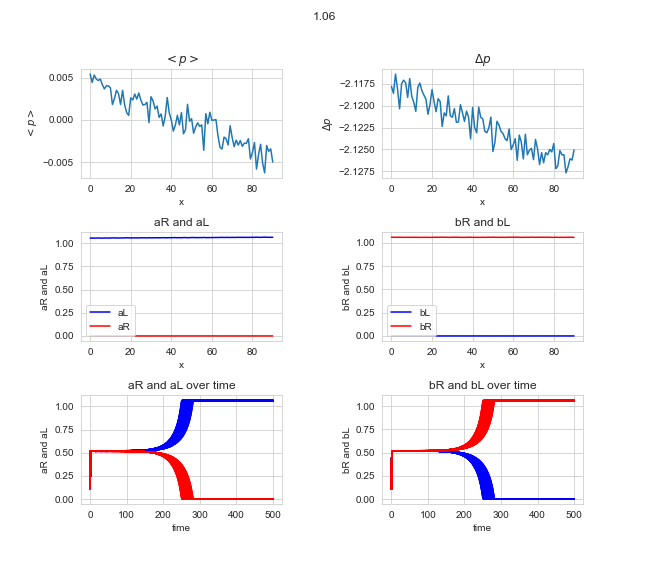 1.06
< p >
Δp
0.005
0.000
−0.005
< p >
0 20 40 60 80
x
−2.1175
−2.1200
−2.1225
−2.1250
−2.1275
Δp
0 20 40 60 80
x
aR and aL
1.00
0.75
0.50
0.25
0.00
aR and aL
aL
aR
0 20 40 60 80
x
bR and bL
1.00
0.75
0.50
0.25
0.00
bR and bL
bL
bR
0 20 40 60 80
x
aR and aL over time
1.00
0.75
0.50
0.25
0.00
aR and aL
0 100 200 300 400 500
time
bR and bL over time
1.00
0.75
0.50
0.25
0.00
bR and bL
0 100 200 300 400 500
time